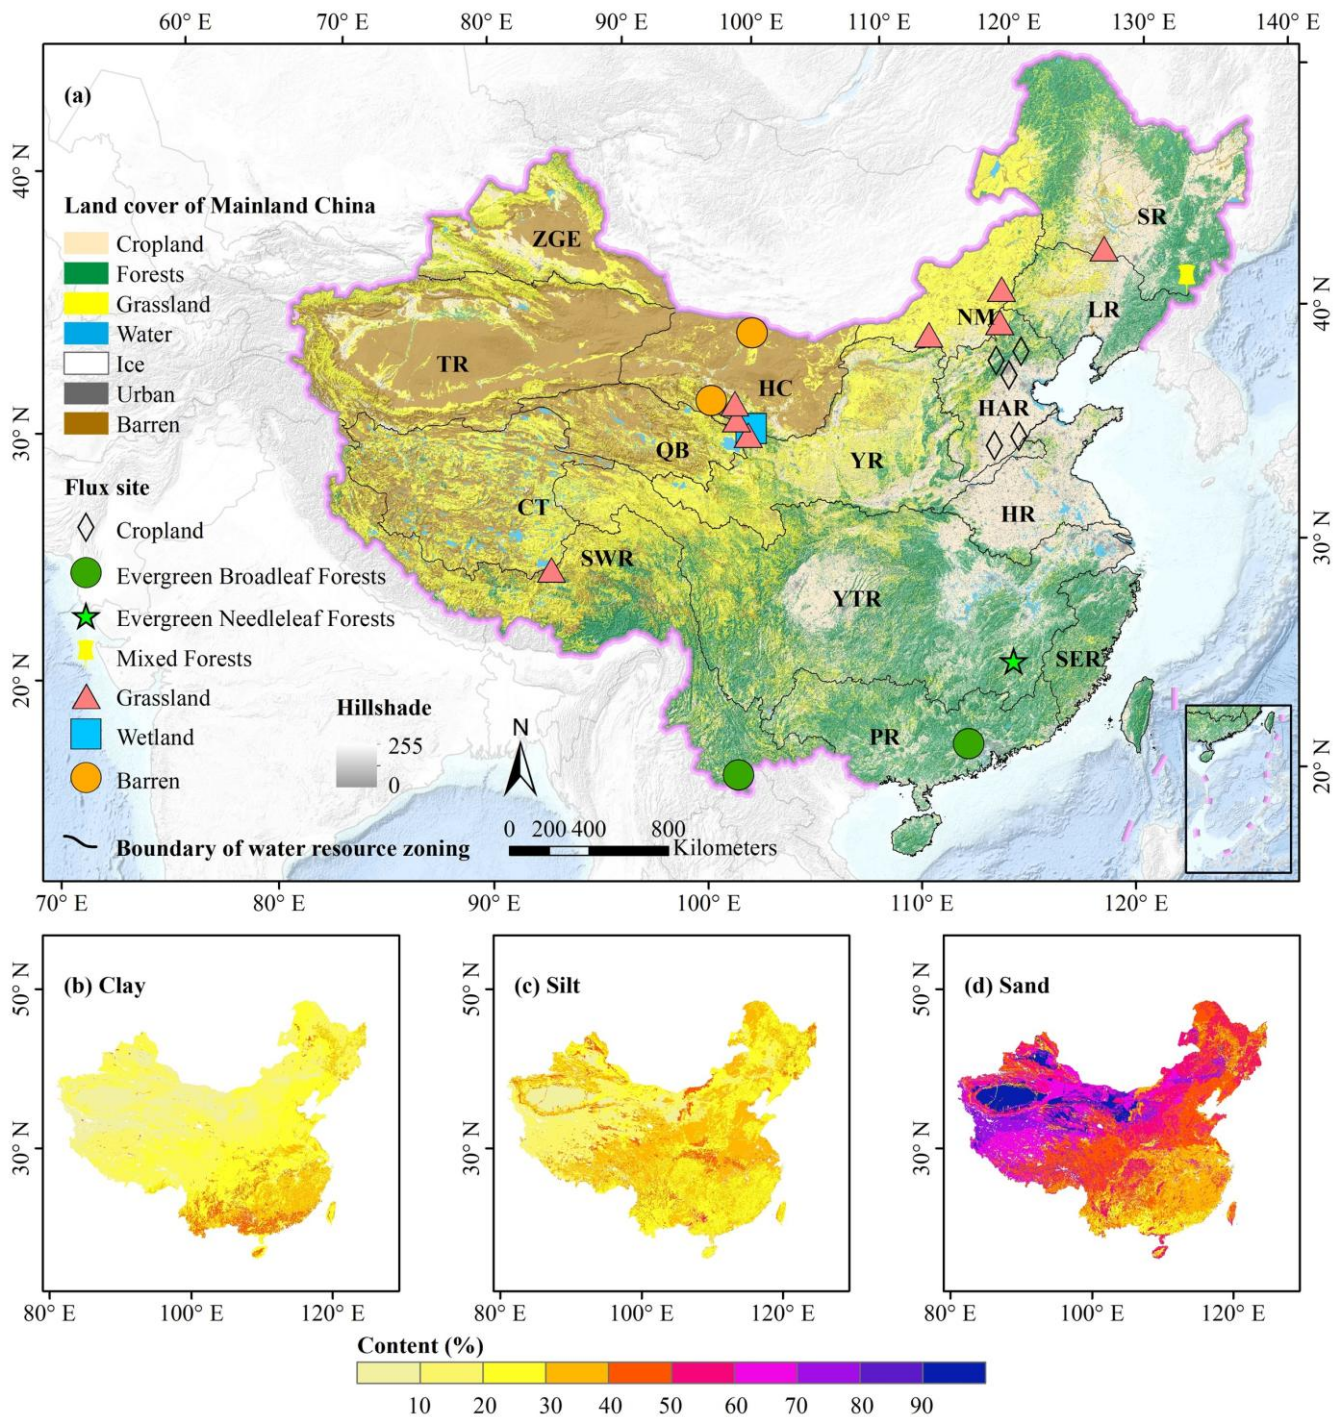 60° E 70° E 80° E 90° E 100° E 110° E 120° E 130° E 140° E
(a)
40° N
30° N
20° N
40° N
30° N
20° N
Land cover of Mainland China
Cropland
Forests
Grassland
Water
Ice
Urban
Barren
Flux site
Cropland
Evergreen Broadleaf Forests
Evergreen Needleleaf Forests
Mixed Forests
Grassland
Wetland
Barren
Boundary of water resource zoning
Hillshade
255
0
N
0 200 400 800
Kilometers
ZGE
SR
TR
NM
LR
HC
HAR
QB
YR
CT
HR
SWR
YTR
SER
PR
70° E 80° E 90° E 100° E 110° E 120° E
(b) Clay
50° N
30° N
80° E 100° E 120° E
(c) Silt
50° N
30° N
80° E 100° E 120° E
(d) Sand
50° N
30° N
80° E 100° E 120° E
Content (%)
10 20 30 40 50 60 70 80 90